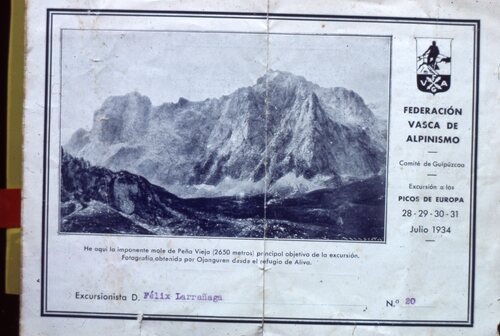 FEDERACIÓN
VASCA DE
ALPINISMO
Comité de Guipúzcoa
Excursión a los
PICOS DE EUROPA
28-29-30-31
Julio 1934
He aquí la imponente mole de Peña Vieja (2650 metros) principal objetivo de la excursión.
Fotografía obtenida por Ojanguren desde el refugio de Aliva.
Excursionista D. Félix Larrañaga
N.º 20